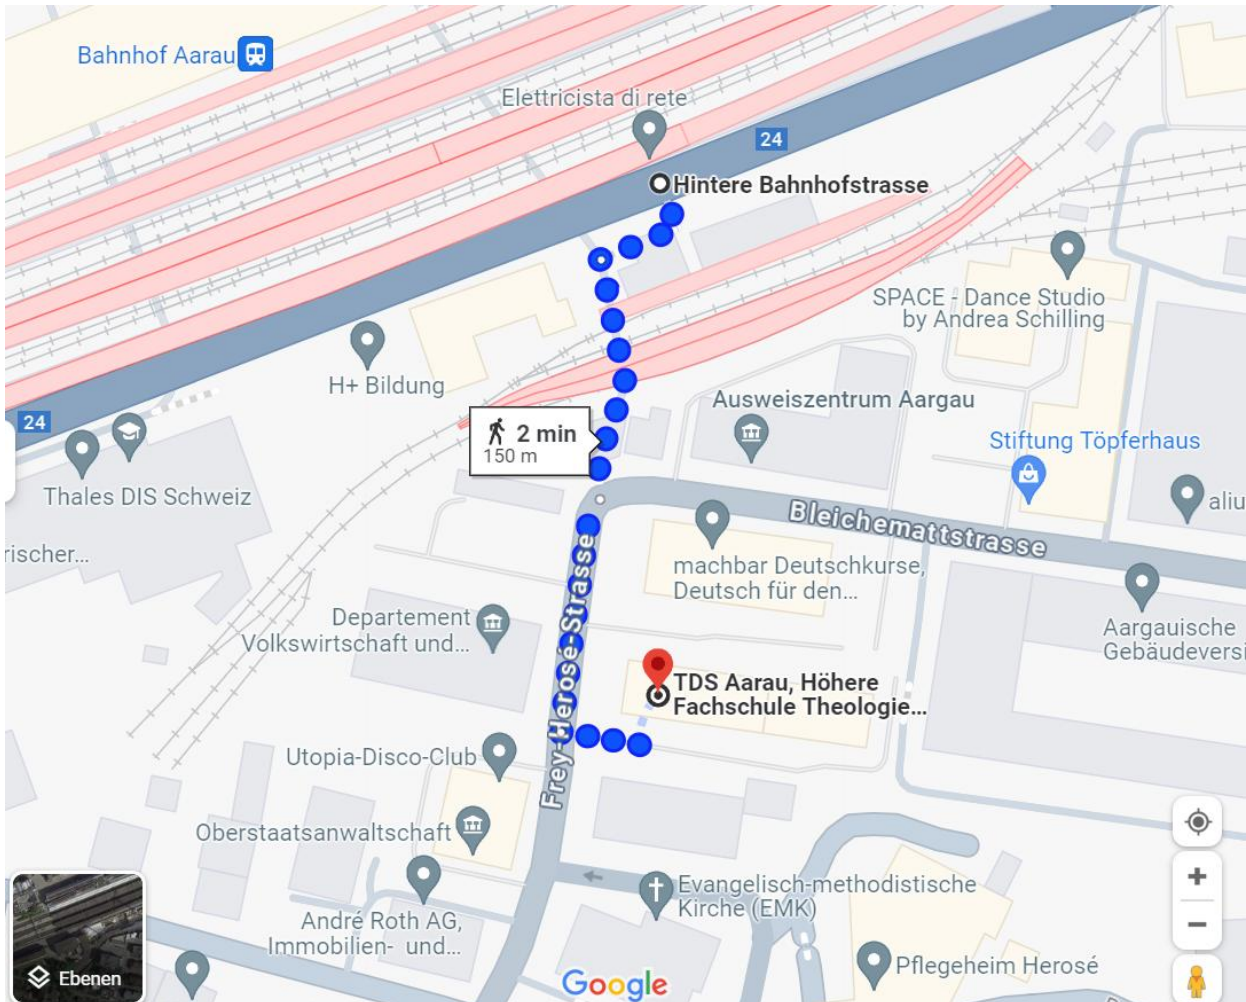 Bahnhof Aarau
Elettricista di rete
24
Hintere Bahnhofstrasse
SPACE - Dance Studio
by Andrea Schilling
H+ Bildung
Ausweiszentrum Aargau
24
2 min
150 m
Stiftung Töpferhaus
Thales DIS Schweiz
aliu
Bleichemattstrasse
rischer...
machbar Deutschkurse,
Deutsch für den...
Frey-Herosé-Strasse
Departement
Volkswirtschaft und...
Aargauische
Gebäudeversi
TDS Aarau, Höhere
Fachschule Theologie...
Utopia-Disco-Club
Oberstaatsanwaltschaft
Evangelisch-methodistische
Kirche (EMK)
André Roth AG,
Immobilien- und...
Pflegeheim Herosé
Ebenen
Google